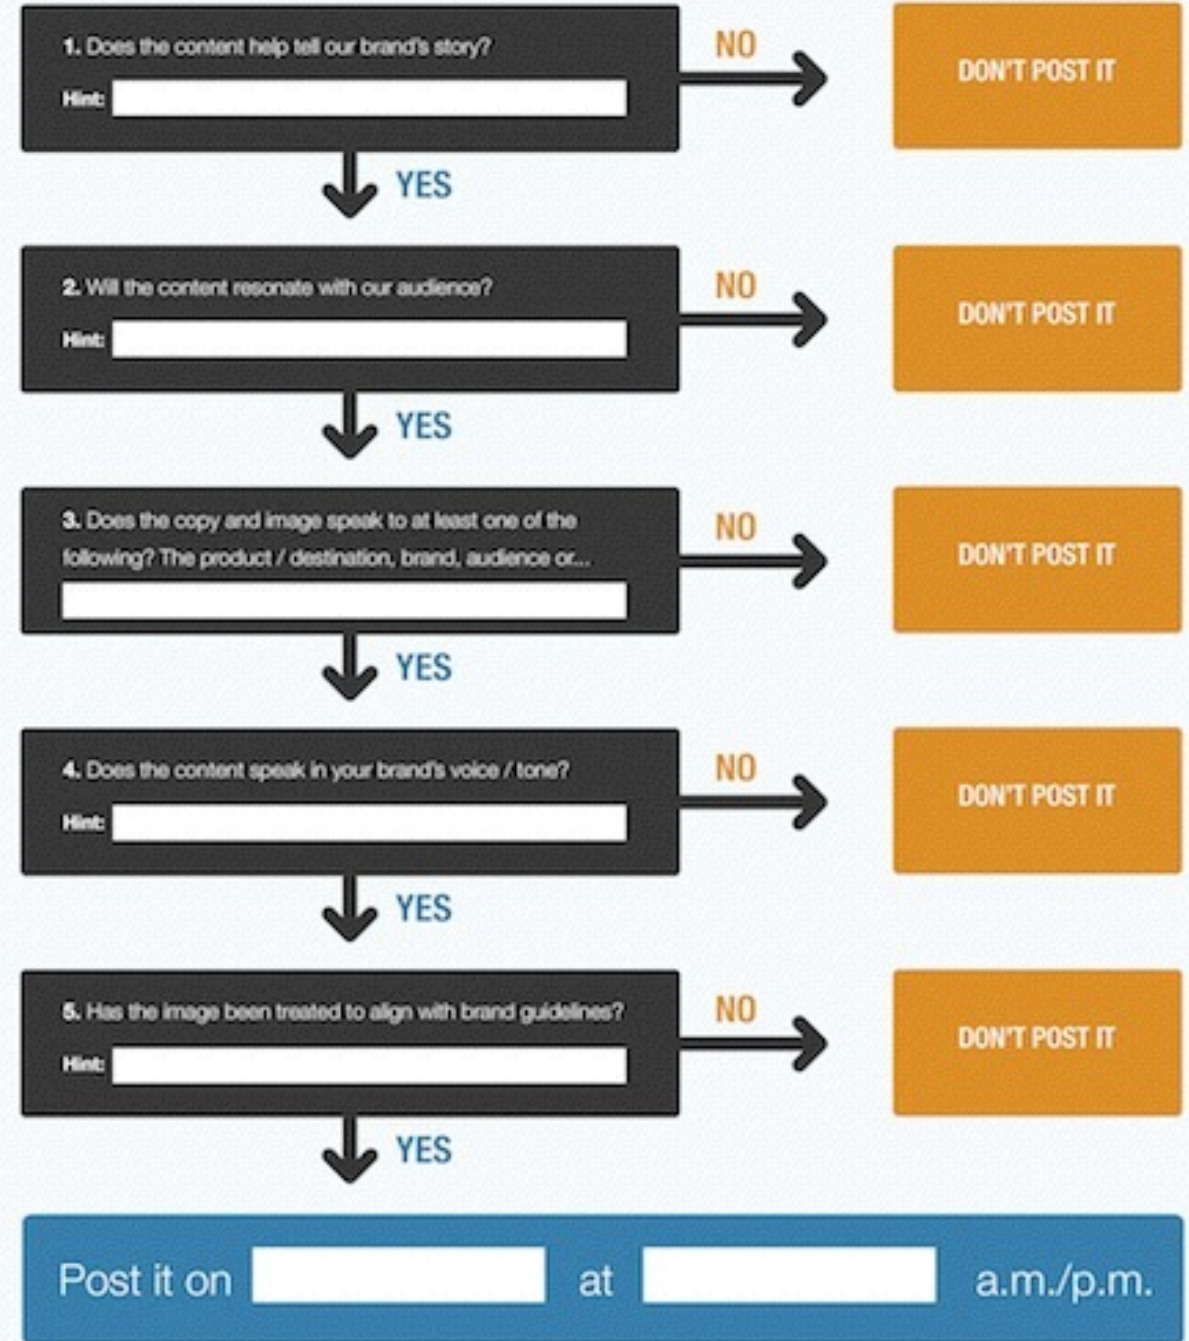 1. Does the content help tell our brand's story?
NO
DON'T POST IT
Hint:
YES
2. Will the content resonate with our audience?
NO
DON'T POST IT
Hint:
YES
3. Does the copy and image speak to at least one of the
following? The product / destination, brand, audience or...
NO
DON'T POST IT
YES
4. Does the content speak in your brand's voice / tone?
NO
DON'T POST IT
Hint:
YES
5. Has the image been treated to align with brand guidelines?
NO
DON'T POST IT
Hint:
YES
Post it on at a.m./p.m.